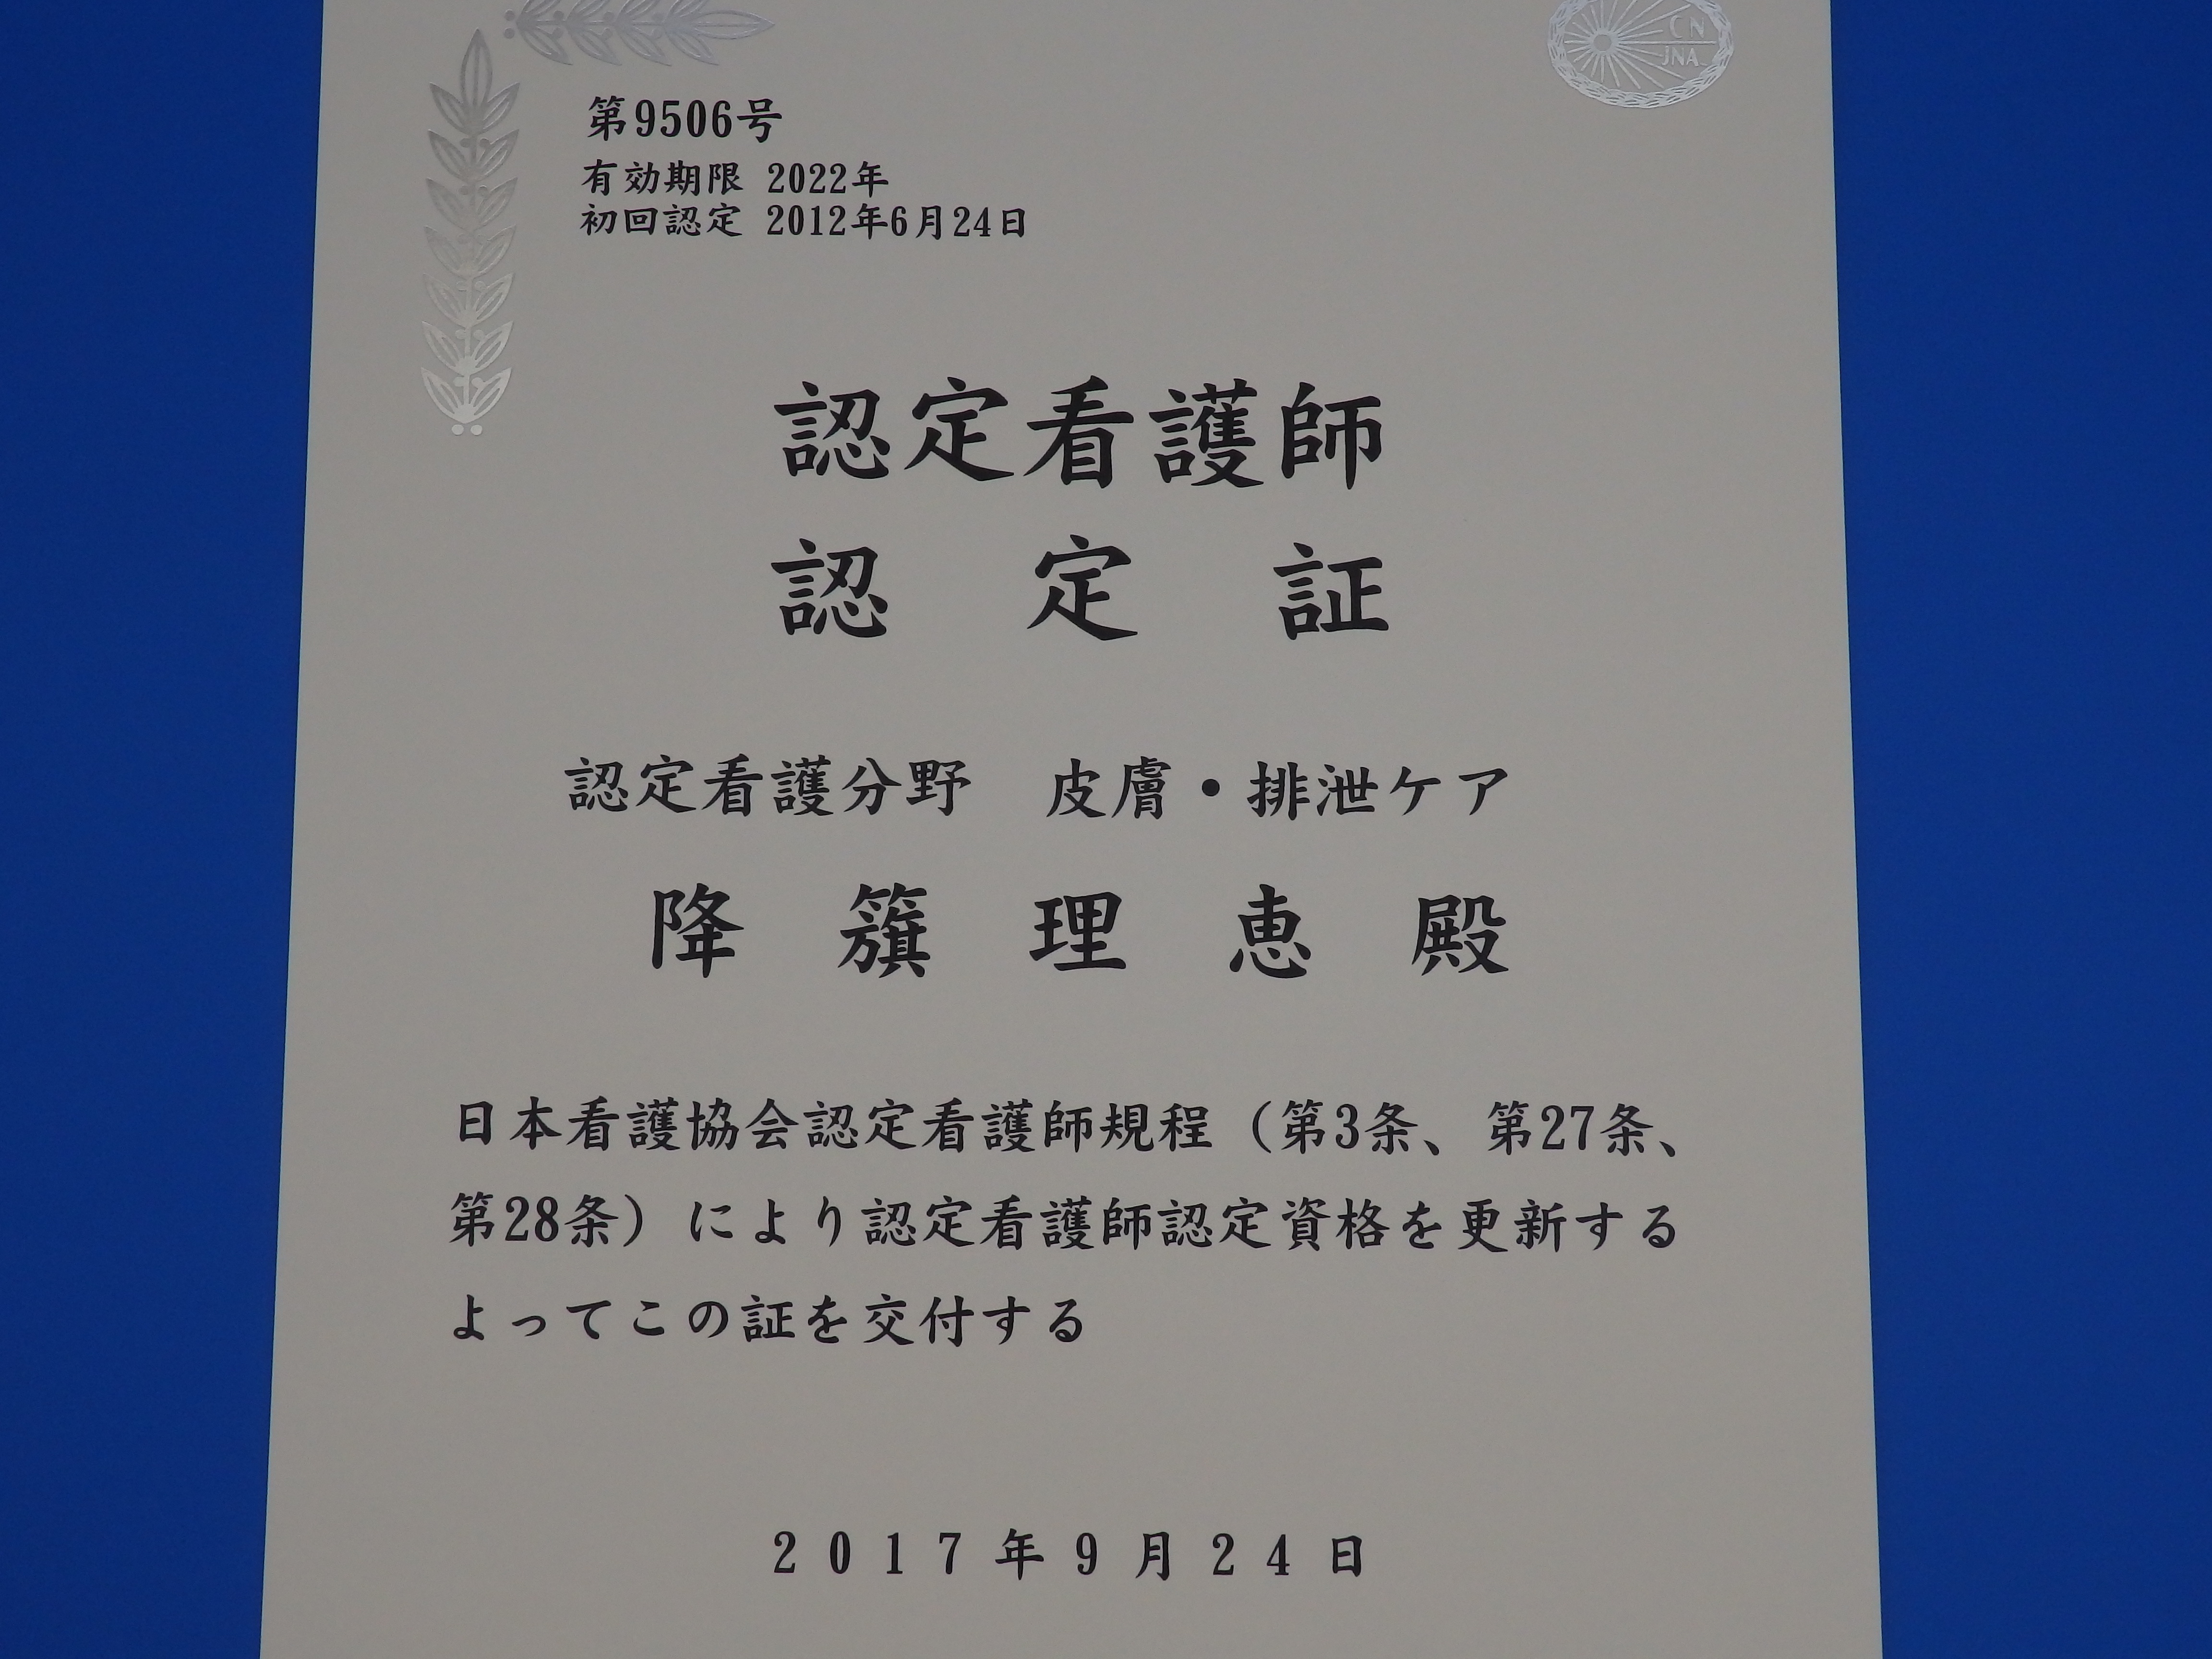 CN
JNA
第9506号
有効期限 2022年
初回認定 2012年6月24日
認定看護師
認定証
認定看護分野　皮膚・排泄ケア
降籏理恵殿
日本看護協会認定看護師規程（第3条、第27条、
第28条）により認定看護師認定資格を更新する
よってこの証を交付する
2017年9月24日